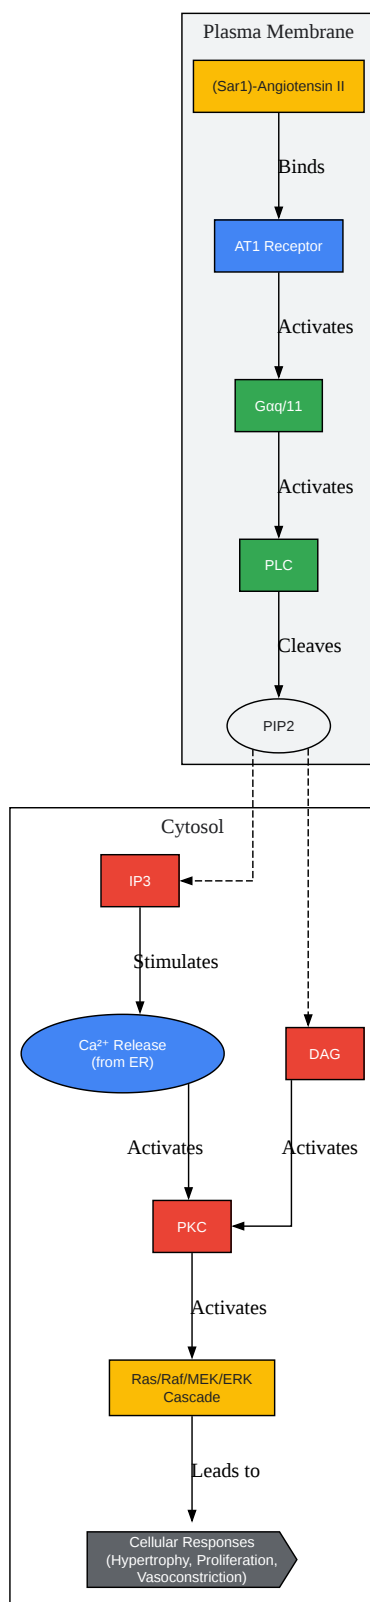 Plasma Membrane
(Sar1)-Angiotensin II
Binds
AT1 Receptor
Activates
Gαq/11
Activates
PLC
Cleaves
PIP2
Cytosol
IP3
Stimulates
Ca²⁺ Release
(from ER)
DAG
Activates
Activates
PKC
Activates
Ras/Raf/MEK/ERK
Cascade
Leads to
Cellular Responses
(Hypertrophy, Proliferation,
Vasoconstriction)